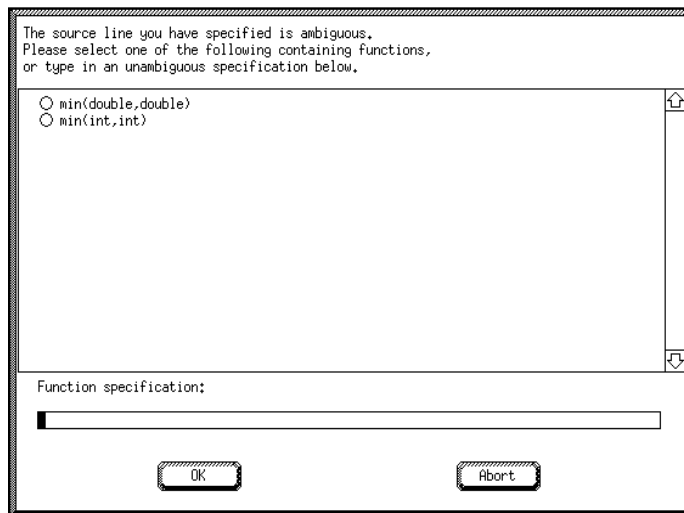 The source line you have specified is ambiguous.
Please select one of the following containing functions,
or type in an unambiguous specification below.
min(double,double)
min(int,int)
Function specification:
OK
Abort